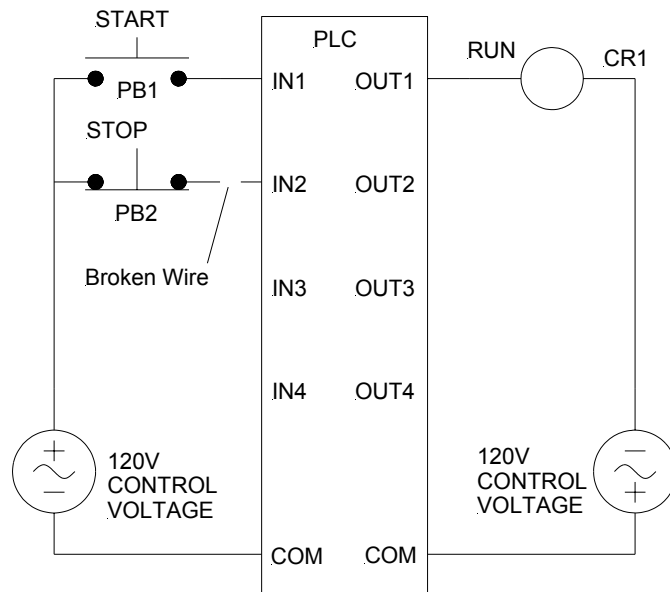 START
PLC
RUN
CR1
PB1
IN1
OUT1
STOP
IN2
OUT2
PB2
Broken Wire
IN3
OUT3
IN4
OUT4
120V
CONTROL
VOLTAGE
120V
CONTROL
VOLTAGE
COM
COM